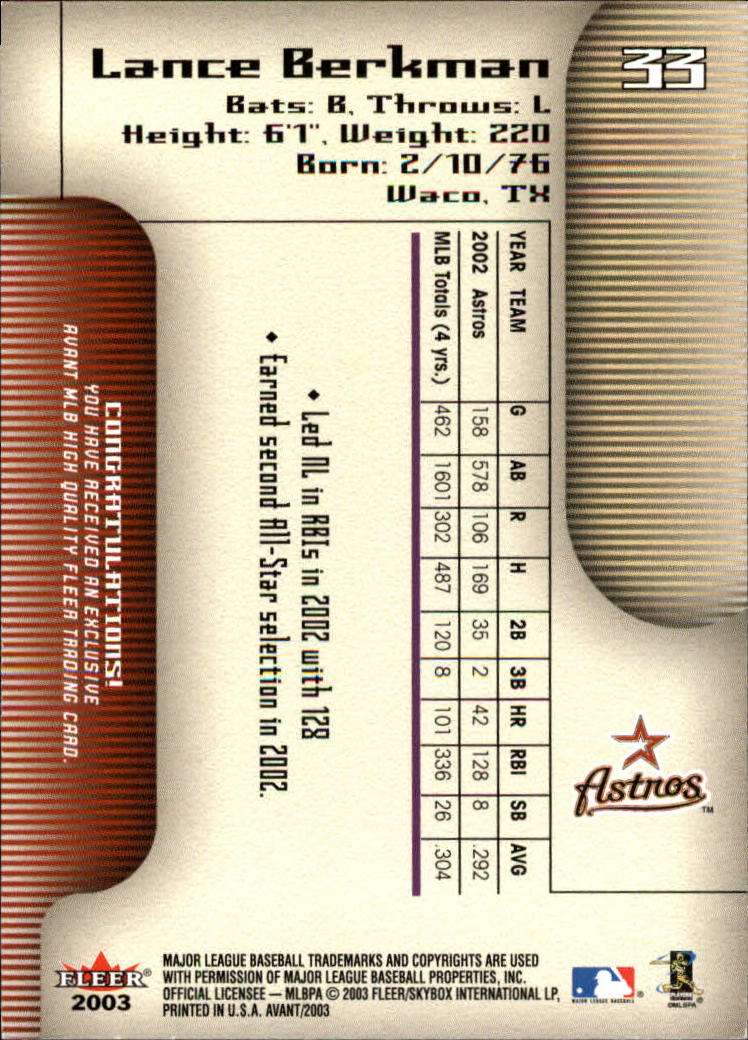 33
Lance Berkman
Bats: B, Throws: L
Height: 6'1", Weight: 220
Born: 2/10/76
Waco, TX
YEAR TEAM G AB R H 2B 3B HR RBI SB AVG
2002 Astros 158 578 106 169 35 2 42 128 8 .292
MLB Totals (4 yrs.) 462 1601 302 487 120 8 101 336 26 .304
◆ Led NL in RBIs in 2002 with 128
◆ Earned second All-Star selection in 2002.
CONGRATULATIONS!
YOU HAVE RECEIVED AN EXCLUSIVE
AVANT MLB HIGH QUALITY FLEER TRADING CARD.
Astros™
FLEER®
2003
MAJOR LEAGUE BASEBALL TRADEMARKS AND COPYRIGHTS ARE USED
WITH PERMISSION OF MAJOR LEAGUE BASEBALL PROPERTIES, INC.
OFFICIAL LICENSEE — MLBPA © 2003 FLEER/SKYBOX INTERNATIONAL LP,
PRINTED IN U.S.A. AVANT/2003
MAJOR LEAGUE BASEBALL®
©MLBPA